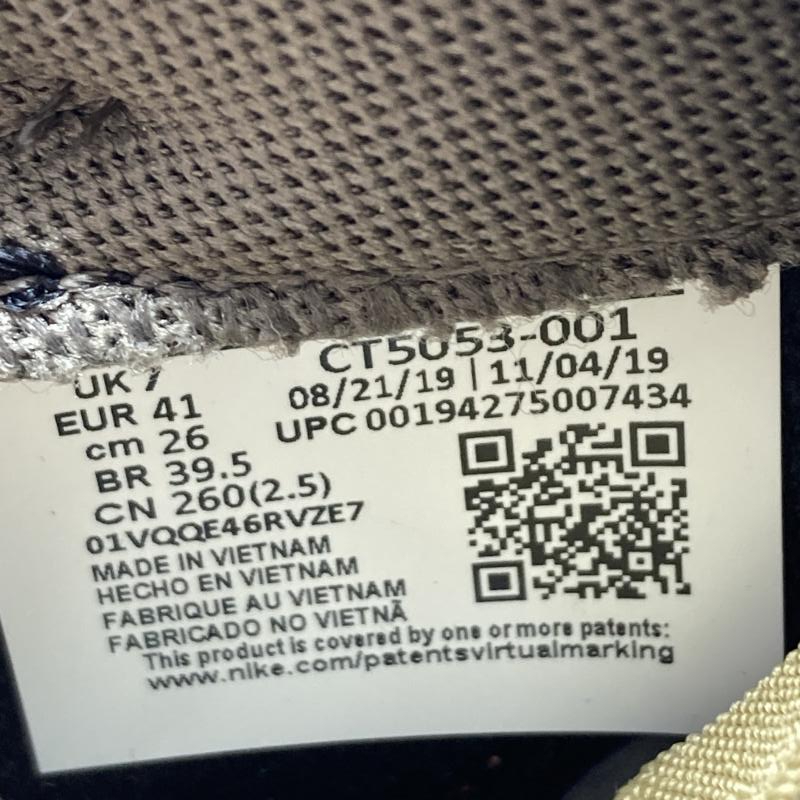 CT5053-001
UK 7
08/21/19 | 11/04/19
EUR 41
UPC 00194275007434
cm 26
BR 39.5
CN 260(2.5)
01VQQE46RVZE7
MADE IN VIETNAM
HECHO EN VIETNAM
FABRIQUE AU VIETNAM
FABRICADO NO VIETNÃ
This product is covered by one or more patents:
www.nike.com/patentsvirtualmarking